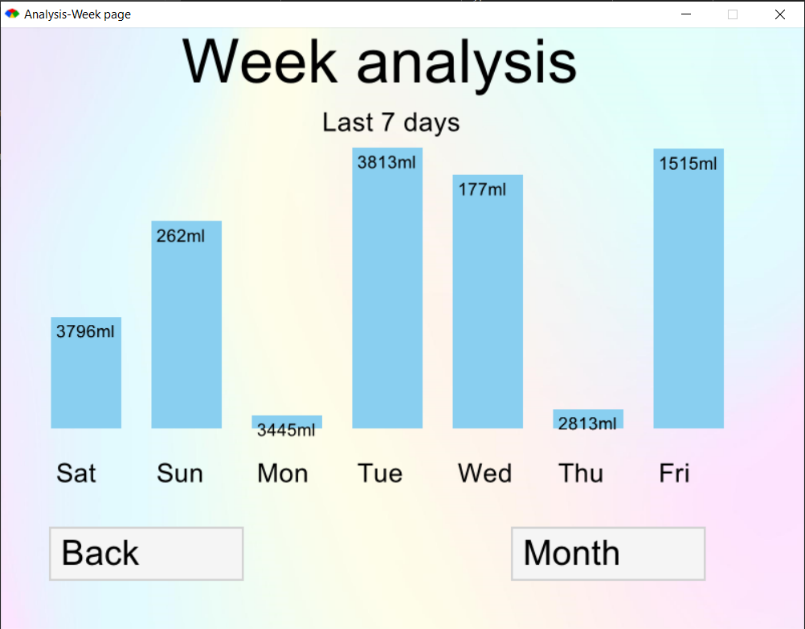 Analysis-Week page
Week analysis
Last 7 days
3813ml
1515ml
177ml
262ml
3796ml
2813ml
3445ml
Sat Sun Mon Tue Wed Thu Fri
Back Month